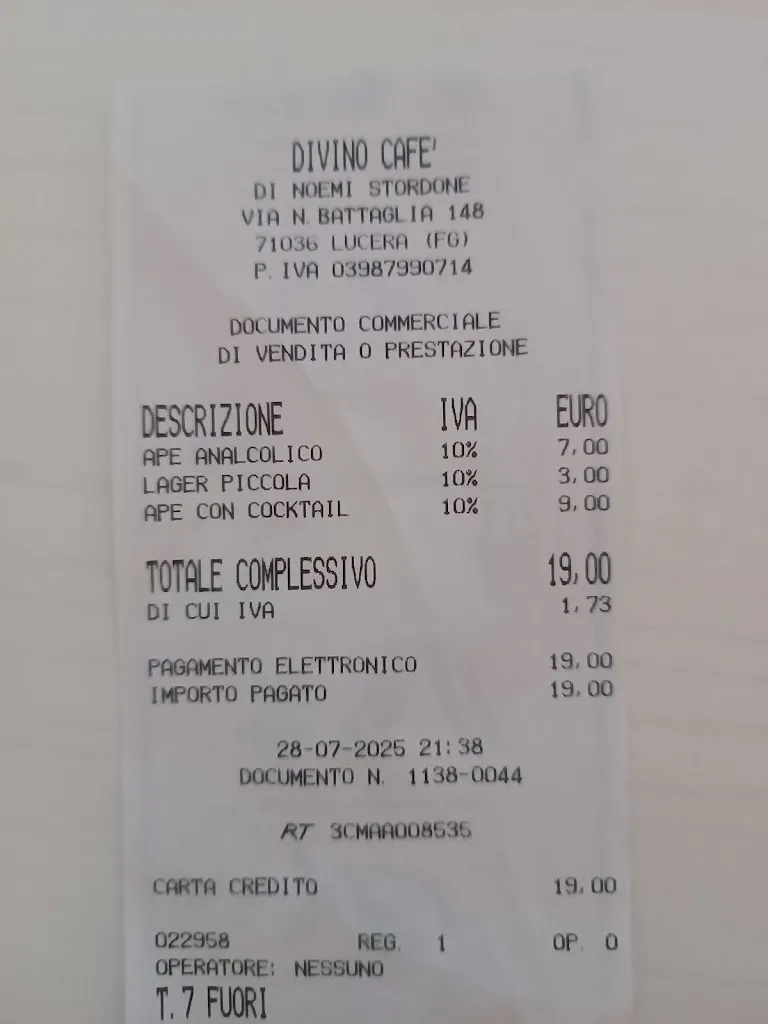 DIVINO CAFE'
DI NOEMI STORDONE
VIA N.BATTAGLIA 148
71036 LUCERA (FG)
P. IVA 03987990714
DOCUMENTO COMMERCIALE
DI VENDITA O PRESTAZIONE
DESCRIZIONE IVA EURO
APE ANALCOLICO 10% 7,00
LAGER PICCOLA 10% 3,00
APE CON COCKTAIL 10% 9,00
TOTALE COMPLESSIVO 19,00
DI CUI IVA 1,73
PAGAMENTO ELETTRONICO 19,00
IMPORTO PAGATO 19,00
28-07-2025 21:38
DOCUMENTO N. 1138-0044
RT 3CMAA008535
CARTA CREDITO 19,00
022958 REG. 1 OP. 0
OPERATORE: NESSUNO
T.7 FUORI